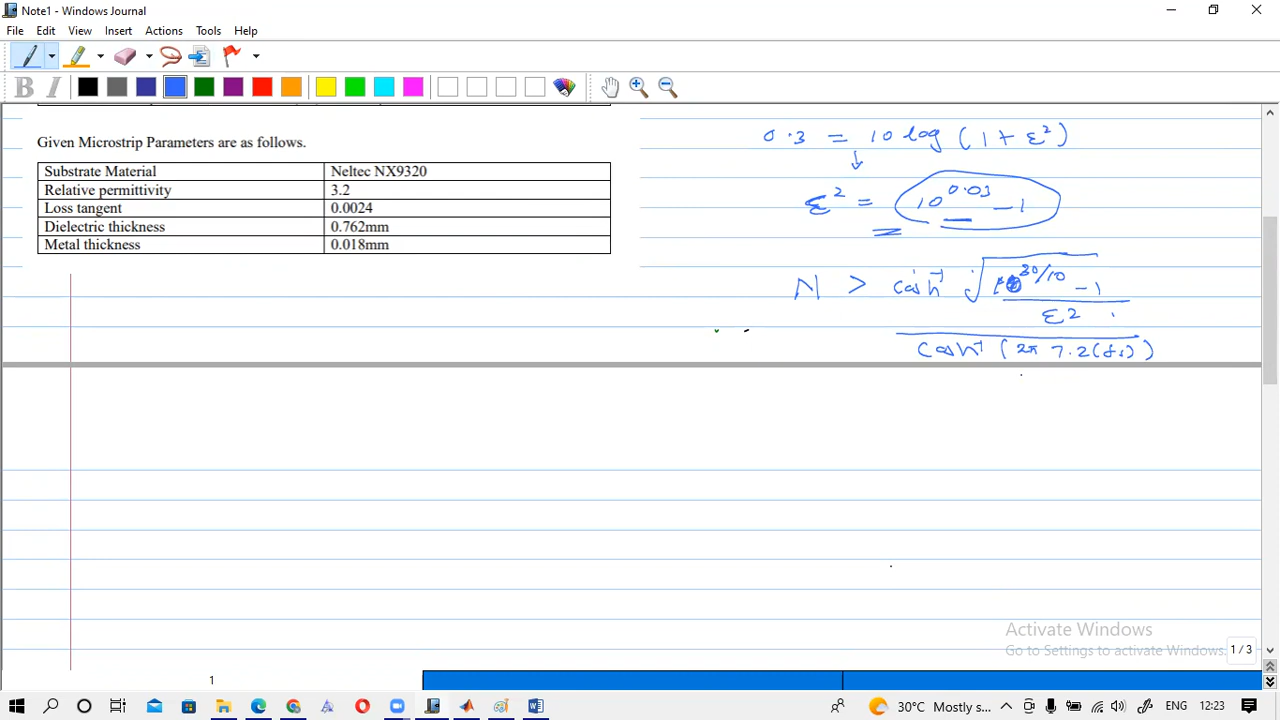 Note1 - Windows Journal
File Edit View Insert Actions Tools Help
B I
Given Microstrip Parameters are as follows.
Substrate Material Neltec NX9320
Relative permittivity 3.2
Loss tangent 0.0024
Dielectric thickness 0.762mm
Metal thickness 0.018mm
0.3 = 10 log (1 + ε²)
ε² = 10^0.03 - 1
N > cosh⁻¹ √ 10^30/10 - 1
ε²
cosh⁻¹ (2π 7.2(fs))
Activate Windows
Go to Settings to activate Windows.
1 / 3
1
30°C Mostly s... ENG 12:23